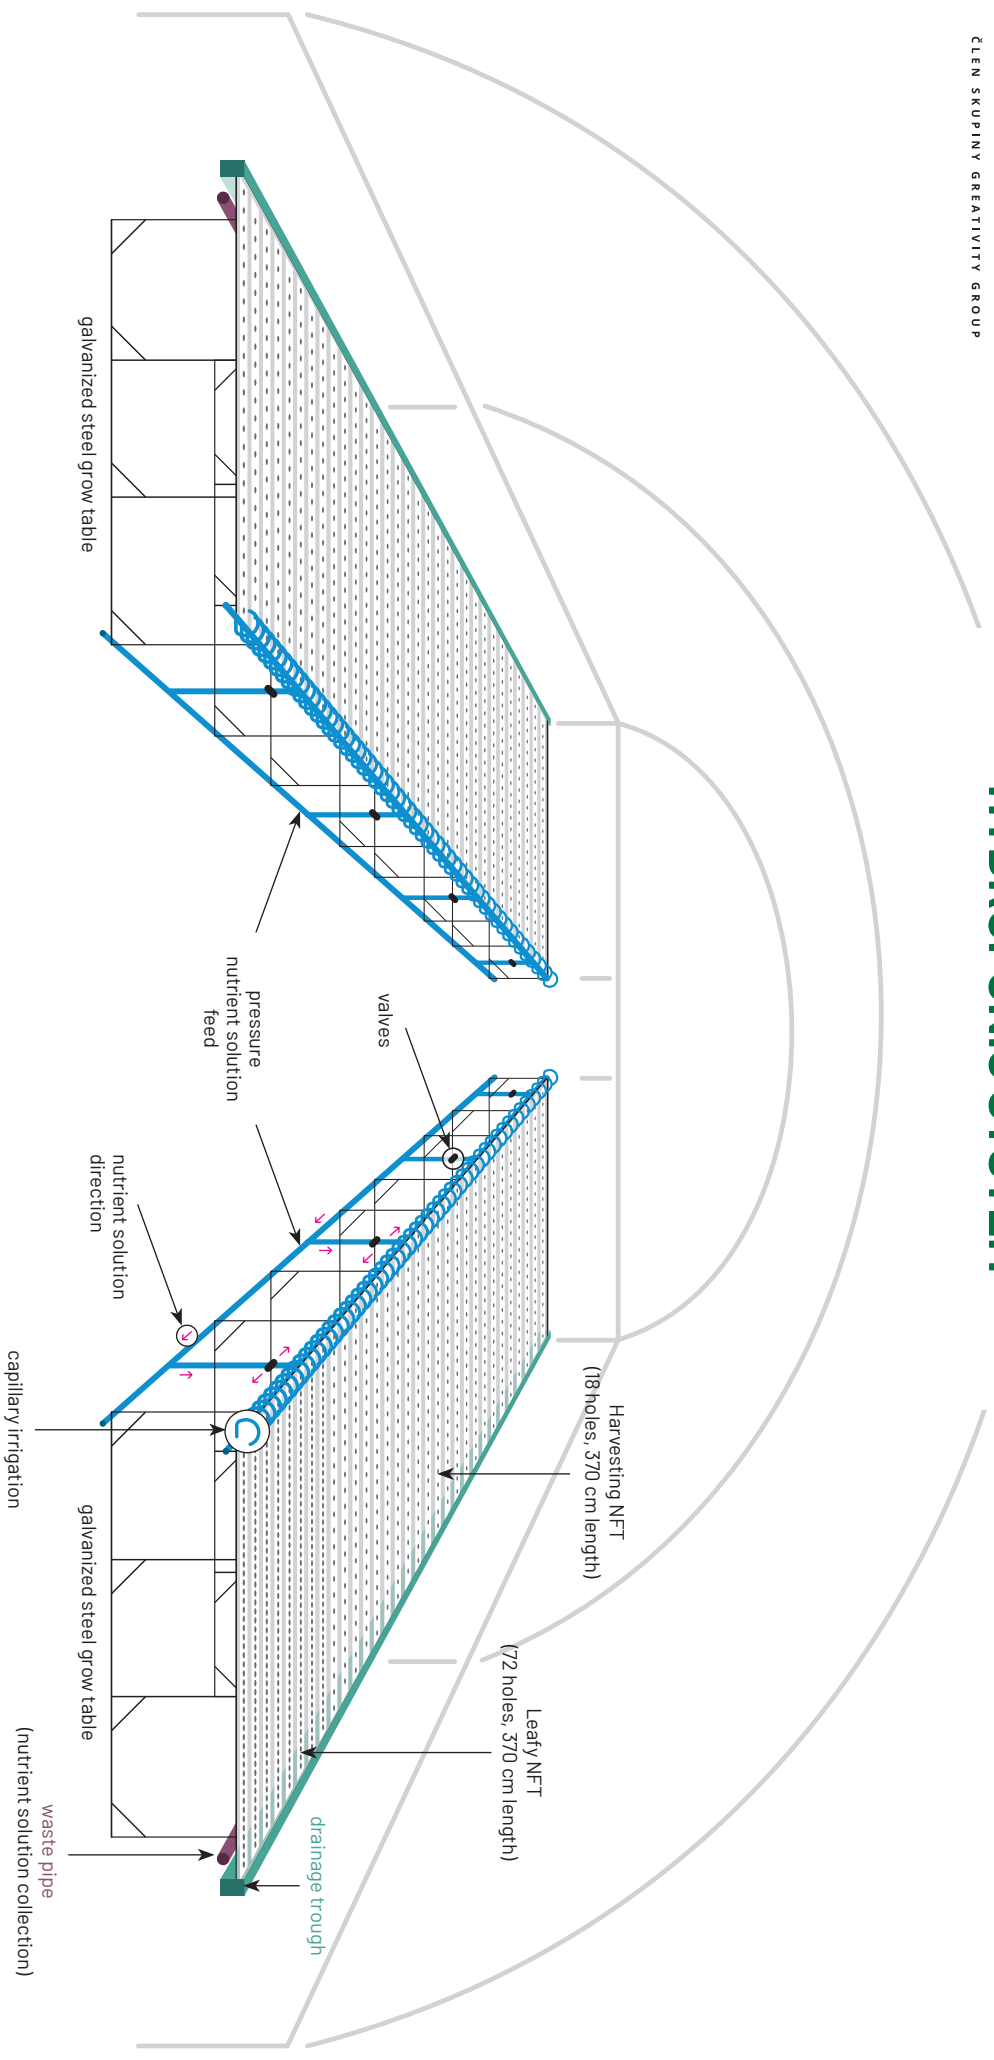 ČLEN SKUPINY GREATIVITY GROUP
Harvesting NFT
(18 holes, 370 cm length)
Leafy NFT
(72 holes, 370 cm length)
valves
drainage trough
pressure
nutrient solution
feed
nutrient solution
direction
galvanized steel grow table
galvanized steel grow table
waste pipe
(nutrient solution collection)
capillary irrigation